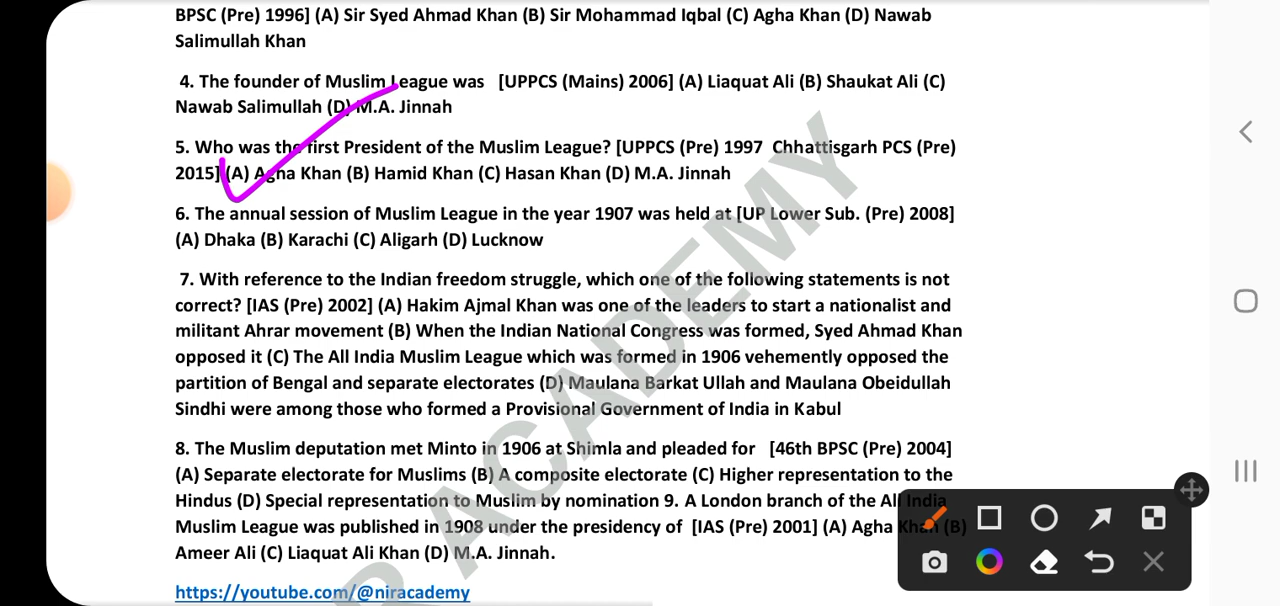 BPSC (Pre) 1996] (A) Sir Syed Ahmad Khan (B) Sir Mohammad Iqbal (C) Agha Khan (D) Nawab
Salimullah Khan
4. The founder of Muslim League was [UPPCS (Mains) 2006] (A) Liaquat Ali (B) Shaukat Ali (C)
Nawab Salimullah (D) M.A. Jinnah
5. Who was the first President of the Muslim League? [UPPCS (Pre) 1997 Chhattisgarh PCS (Pre)
2015] (A) Agha Khan (B) Hamid Khan (C) Hasan Khan (D) M.A. Jinnah
6. The annual session of Muslim League in the year 1907 was held at [UP Lower Sub. (Pre) 2008]
(A) Dhaka (B) Karachi (C) Aligarh (D) Lucknow
7. With reference to the Indian freedom struggle, which one of the following statements is not
correct? [IAS (Pre) 2002] (A) Hakim Ajmal Khan was one of the leaders to start a nationalist and
militant Ahrar movement (B) When the Indian National Congress was formed, Syed Ahmad Khan
opposed it (C) The All India Muslim League which was formed in 1906 vehemently opposed the
partition of Bengal and separate electorates (D) Maulana Barkat Ullah and Maulana Obeidullah
Sindhi were among those who formed a Provisional Government of India in Kabul
8. The Muslim deputation met Minto in 1906 at Shimla and pleaded for [46th BPSC (Pre) 2004]
(A) Separate electorate for Muslims (B) A composite electorate (C) Higher representation to the
Hindus (D) Special representation to Muslim by nomination 9. A London branch of the All India
Muslim League was published in 1908 under the presidency of [IAS (Pre) 2001] (A) Agha Khan (B)
Ameer Ali (C) Liaquat Ali Khan (D) M.A. Jinnah.
https://youtube.com/@niracademy
R ACADEMY